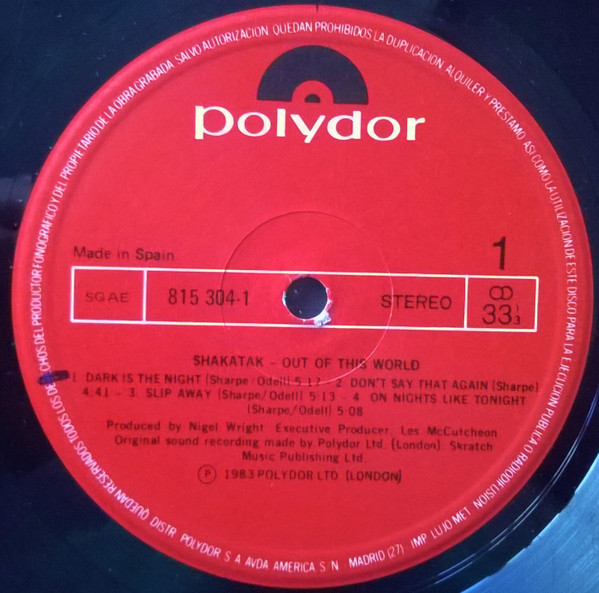 polydor
Made in Spain
1
SGAE
815 304-1
STEREO
33 1/3
SHAKATAK - OUT OF THIS WORLD
1. DARK IS THE NIGHT (Sharpe/Odell) 5:12 - 2. DON'T SAY THAT AGAIN (Sharpe)
4:41 - 3. SLIP AWAY (Sharpe/Odell) 5:13 - 4. ON NIGHTS LIKE TONIGHT
(Sharpe/Odell) 5:08
Produced by Nigel Wright. Executive Producer, Les McCutcheon
Original sound recording made by Polydor Ltd. (London). Skratch
Music Publishing Ltd.
℗ 1983 POLYDOR LTD (LONDON)
QUEDAN RESERVADOS TODOS LOS DERECHOS DEL PRODUCTOR FONOGRAFICO Y DEL PROPIETARIO DE LA OBRA GRABADA. SALVO AUTORIZACION QUEDAN PROHIBIDOS LA DUPLICACION ALQUILER Y PRESTAMO, ASI COMO LA UTILIZACION DE ESTE DISCO PARA LA EJECUCION PUBLICA O RADIODIFUSION
DISTR. POLYDOR S A AVDA AMERICA S N MADRID (27) IMP LUJO MET